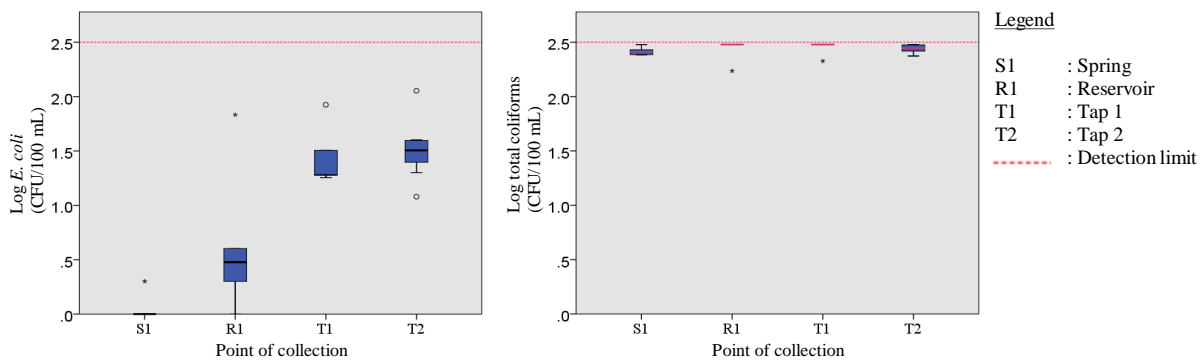 Log E. coli
(CFU/100 mL)
2.5
2.0
1.5
1.0
.5
.0
S1
R1
T1
T2
Point of collection
Log total coliforms
(CFU/100 mL)
2.5
2.0
1.5
1.0
.5
.0
S1
R1
T1
T2
Point of collection
Legend
S1 : Spring
R1 : Reservoir
T1 : Tap 1
T2 : Tap 2
: Detection limit